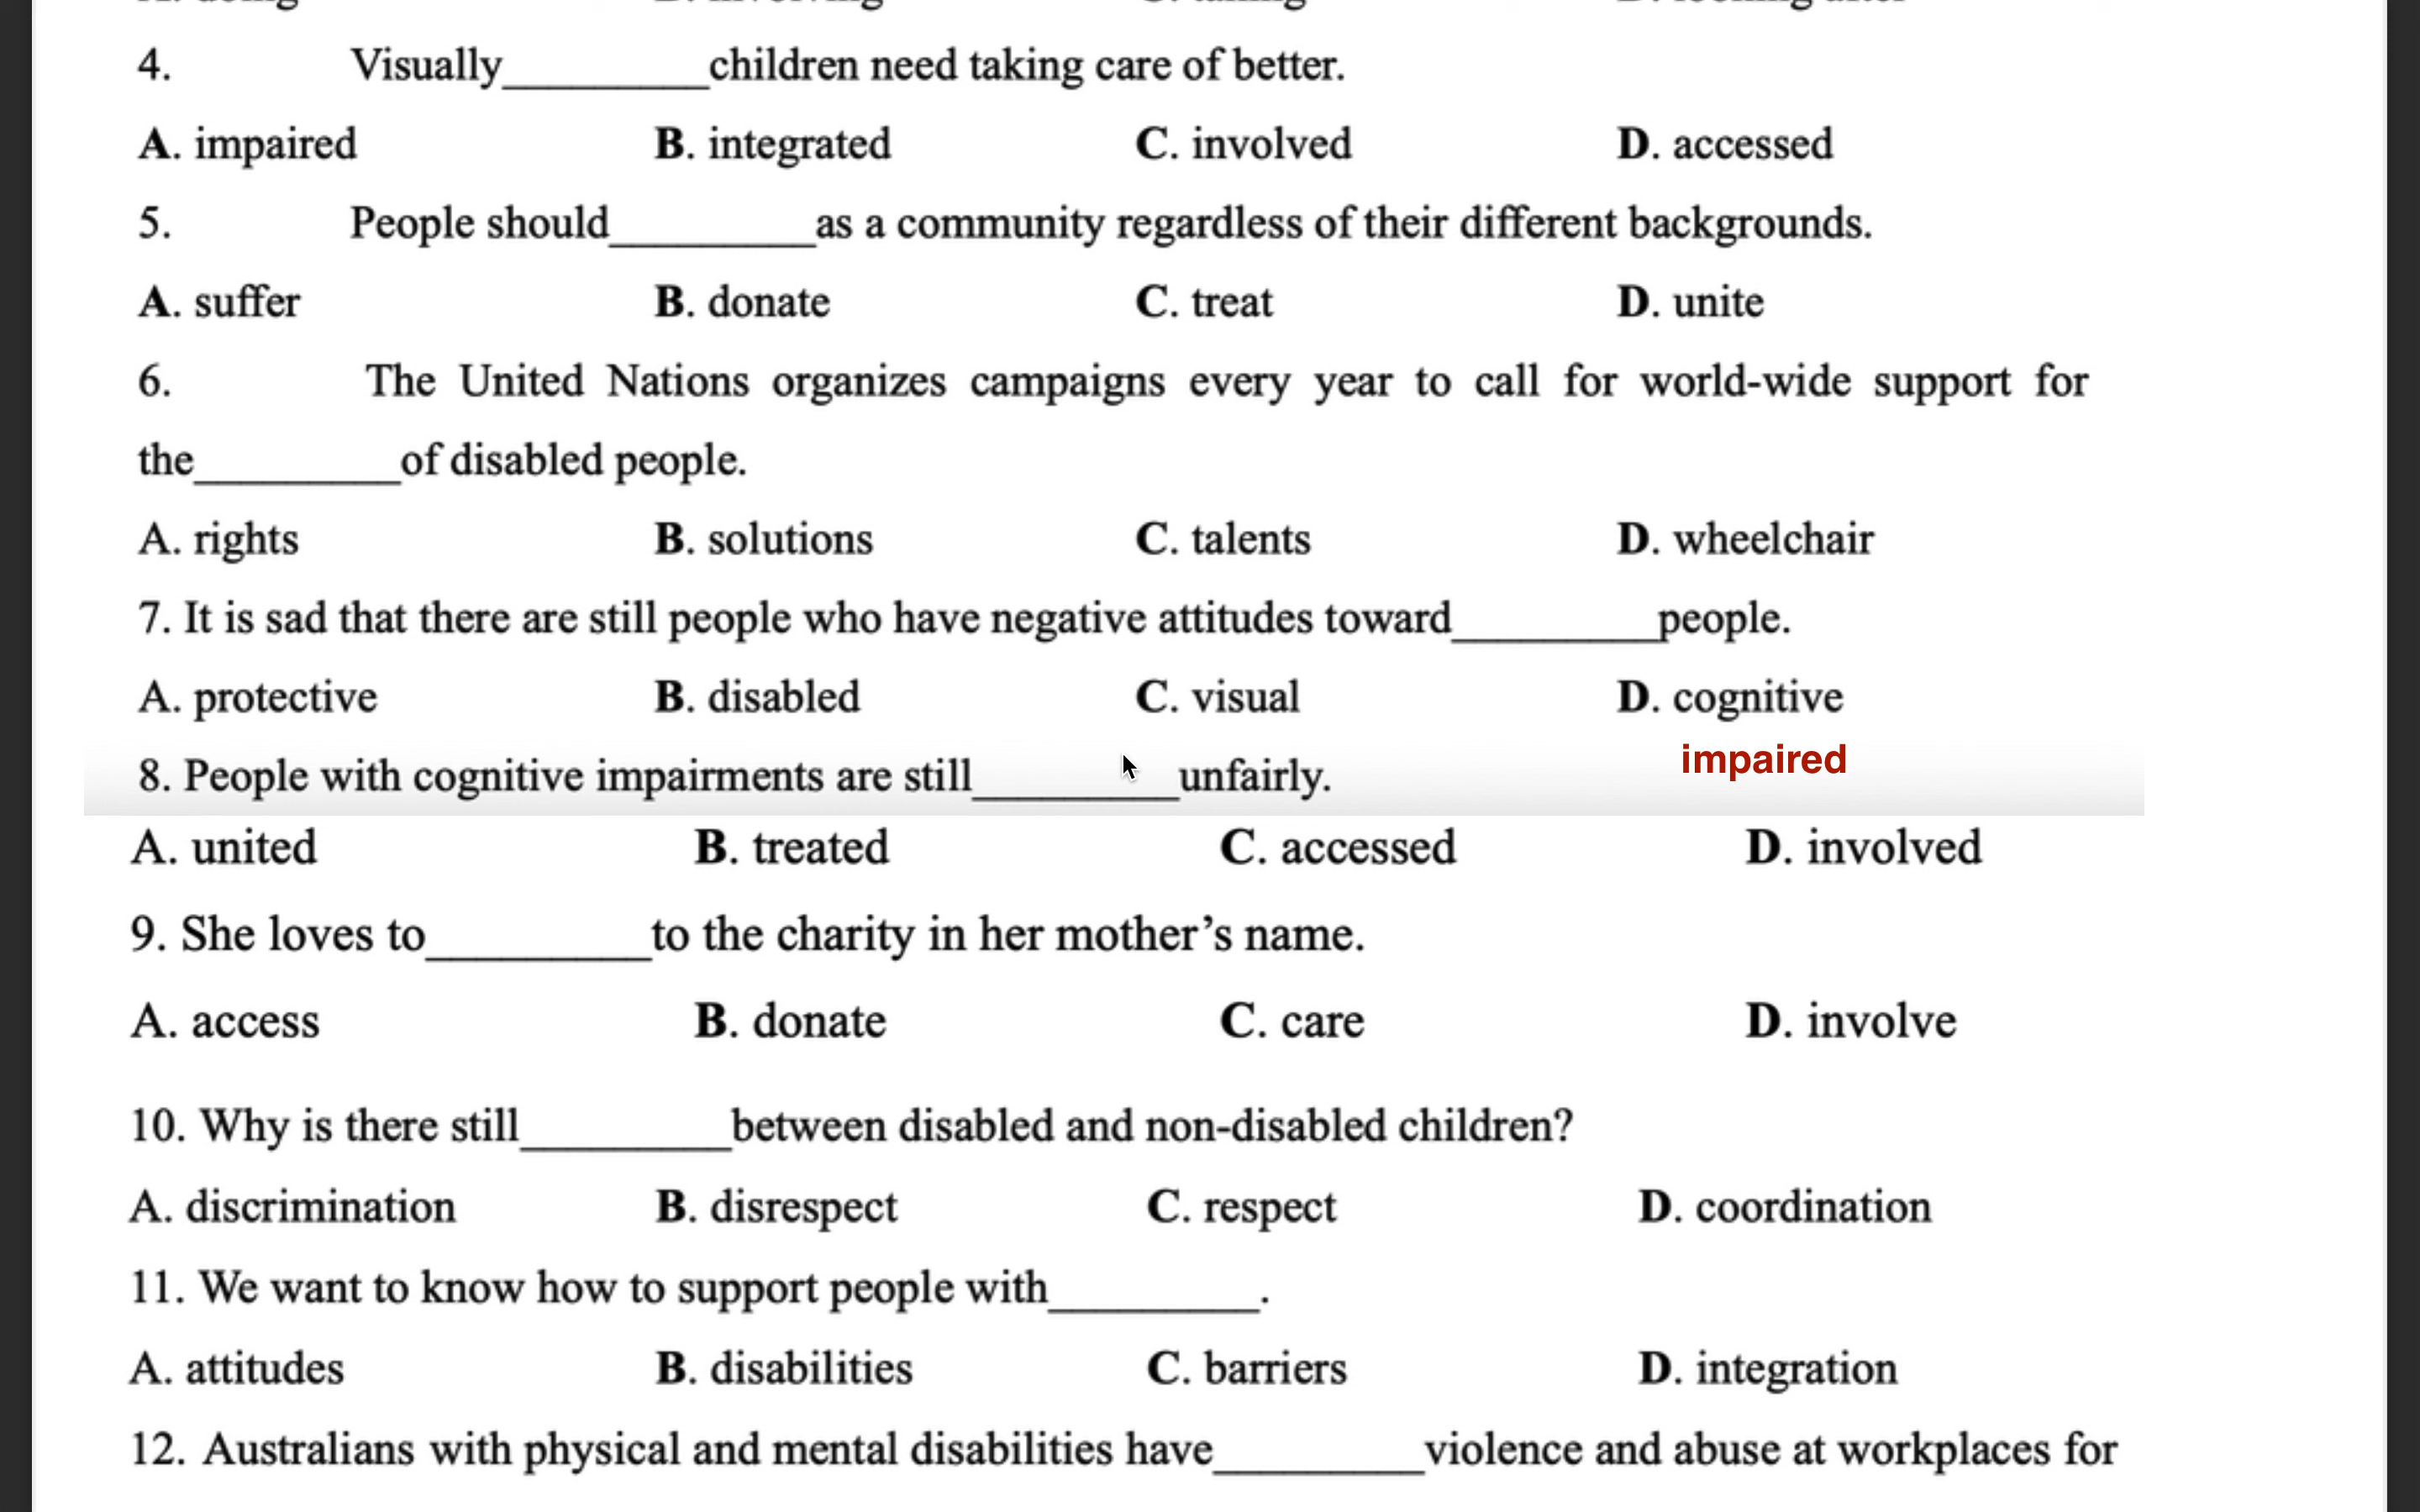 4. Visually_________children need taking care of better.
A. impaired B. integrated C. involved D. accessed
5. People should_________as a community regardless of their different backgrounds.
A. suffer B. donate C. treat D. unite
6. The United Nations organizes campaigns every year to call for world-wide support for
the_________of disabled people.
A. rights B. solutions C. talents D. wheelchair
7. It is sad that there are still people who have negative attitudes toward_________people.
A. protective B. disabled C. visual D. cognitive
impaired
8. People with cognitive impairments are still_________unfairly.
A. united B. treated C. accessed D. involved
9. She loves to_________to the charity in her mother’s name.
A. access B. donate C. care D. involve
10. Why is there still_________between disabled and non-disabled children?
A. discrimination B. disrespect C. respect D. coordination
11. We want to know how to support people with_________.
A. attitudes B. disabilities C. barriers D. integration
12. Australians with physical and mental disabilities have_________violence and abuse at workplaces for